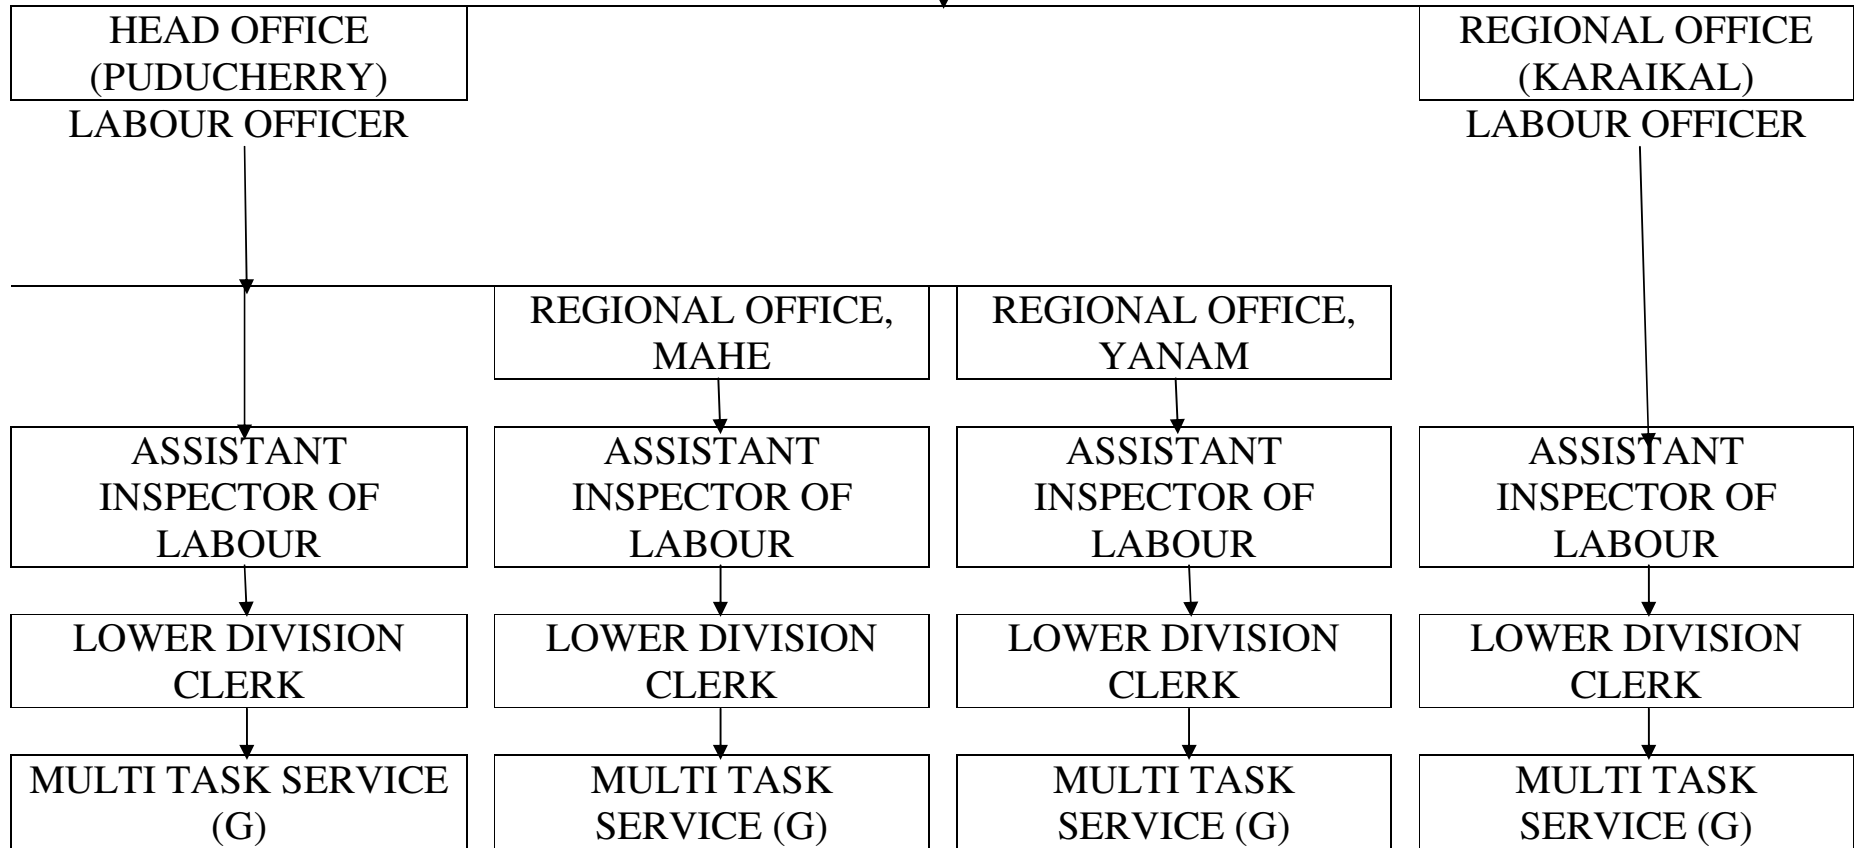 HEAD OFFICE
(PUDUCHERRY)
LABOUR OFFICER
REGIONAL OFFICE
(KARAIKAL)
LABOUR OFFICER
REGIONAL OFFICE,
MAHE
REGIONAL OFFICE,
YANAM
ASSISTANT
INSPECTOR OF
LABOUR
ASSISTANT
INSPECTOR OF
LABOUR
ASSISTANT
INSPECTOR OF
LABOUR
ASSISTANT
INSPECTOR OF
LABOUR
LOWER DIVISION
CLERK
LOWER DIVISION
CLERK
LOWER DIVISION
CLERK
LOWER DIVISION
CLERK
MULTI TASK SERVICE
(G)
MULTI TASK
SERVICE (G)
MULTI TASK
SERVICE (G)
MULTI TASK
SERVICE (G)